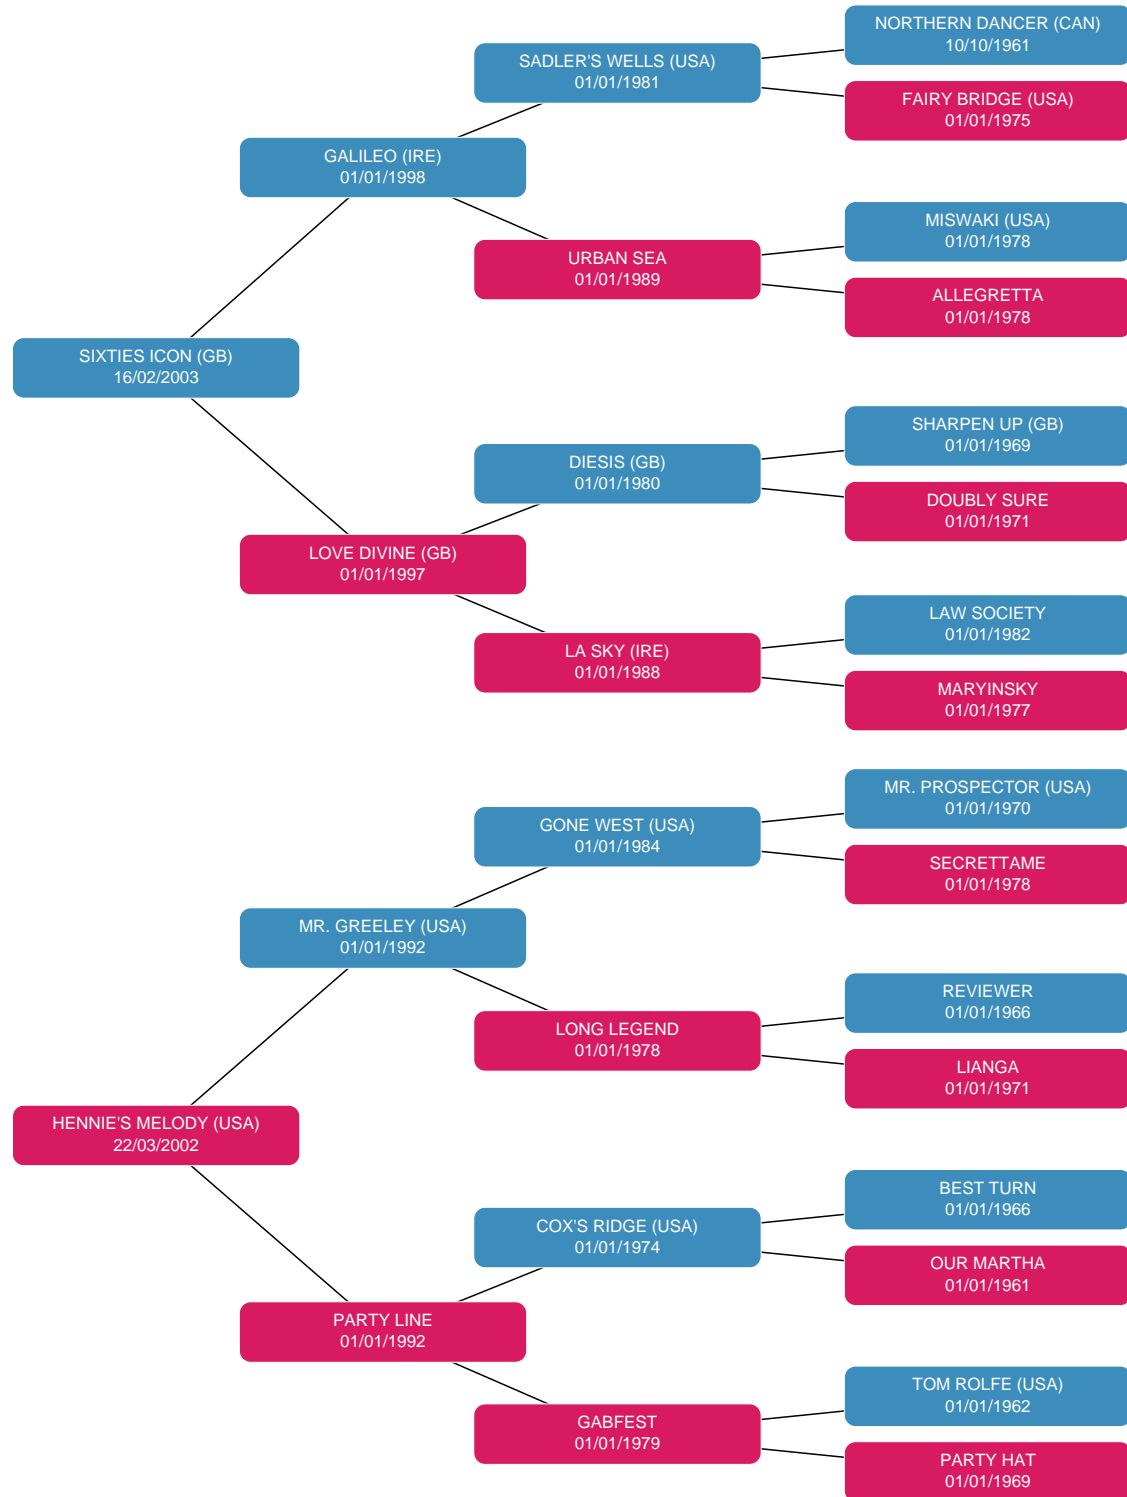 NORTHERN DANCER (CAN)
10/10/1961
SADLER'S WELLS (USA)
01/01/1981
FAIRY BRIDGE (USA)
01/01/1975
GALILEO (IRE)
01/01/1998
MISWAKI (USA)
01/01/1978
URBAN SEA
01/01/1989
ALLEGRETTA
01/01/1978
SIXTIES ICON (GB)
16/02/2003
SHARPEN UP (GB)
01/01/1969
DIESIS (GB)
01/01/1980
DOUBLY SURE
01/01/1971
LOVE DIVINE (GB)
01/01/1997
LAW SOCIETY
01/01/1982
LA SKY (IRE)
01/01/1988
MARYINSKY
01/01/1977
MR. PROSPECTOR (USA)
01/01/1970
GONE WEST (USA)
01/01/1984
SECRETTAME
01/01/1978
MR. GREELEY (USA)
01/01/1992
REVIEWER
01/01/1966
LONG LEGEND
01/01/1978
LIANGA
01/01/1971
HENNIE'S MELODY (USA)
22/03/2002
BEST TURN
01/01/1966
COX'S RIDGE (USA)
01/01/1974
OUR MARTHA
01/01/1961
PARTY LINE
01/01/1992
TOM ROLFE (USA)
01/01/1962
GABFEST
01/01/1979
PARTY HAT
01/01/1969